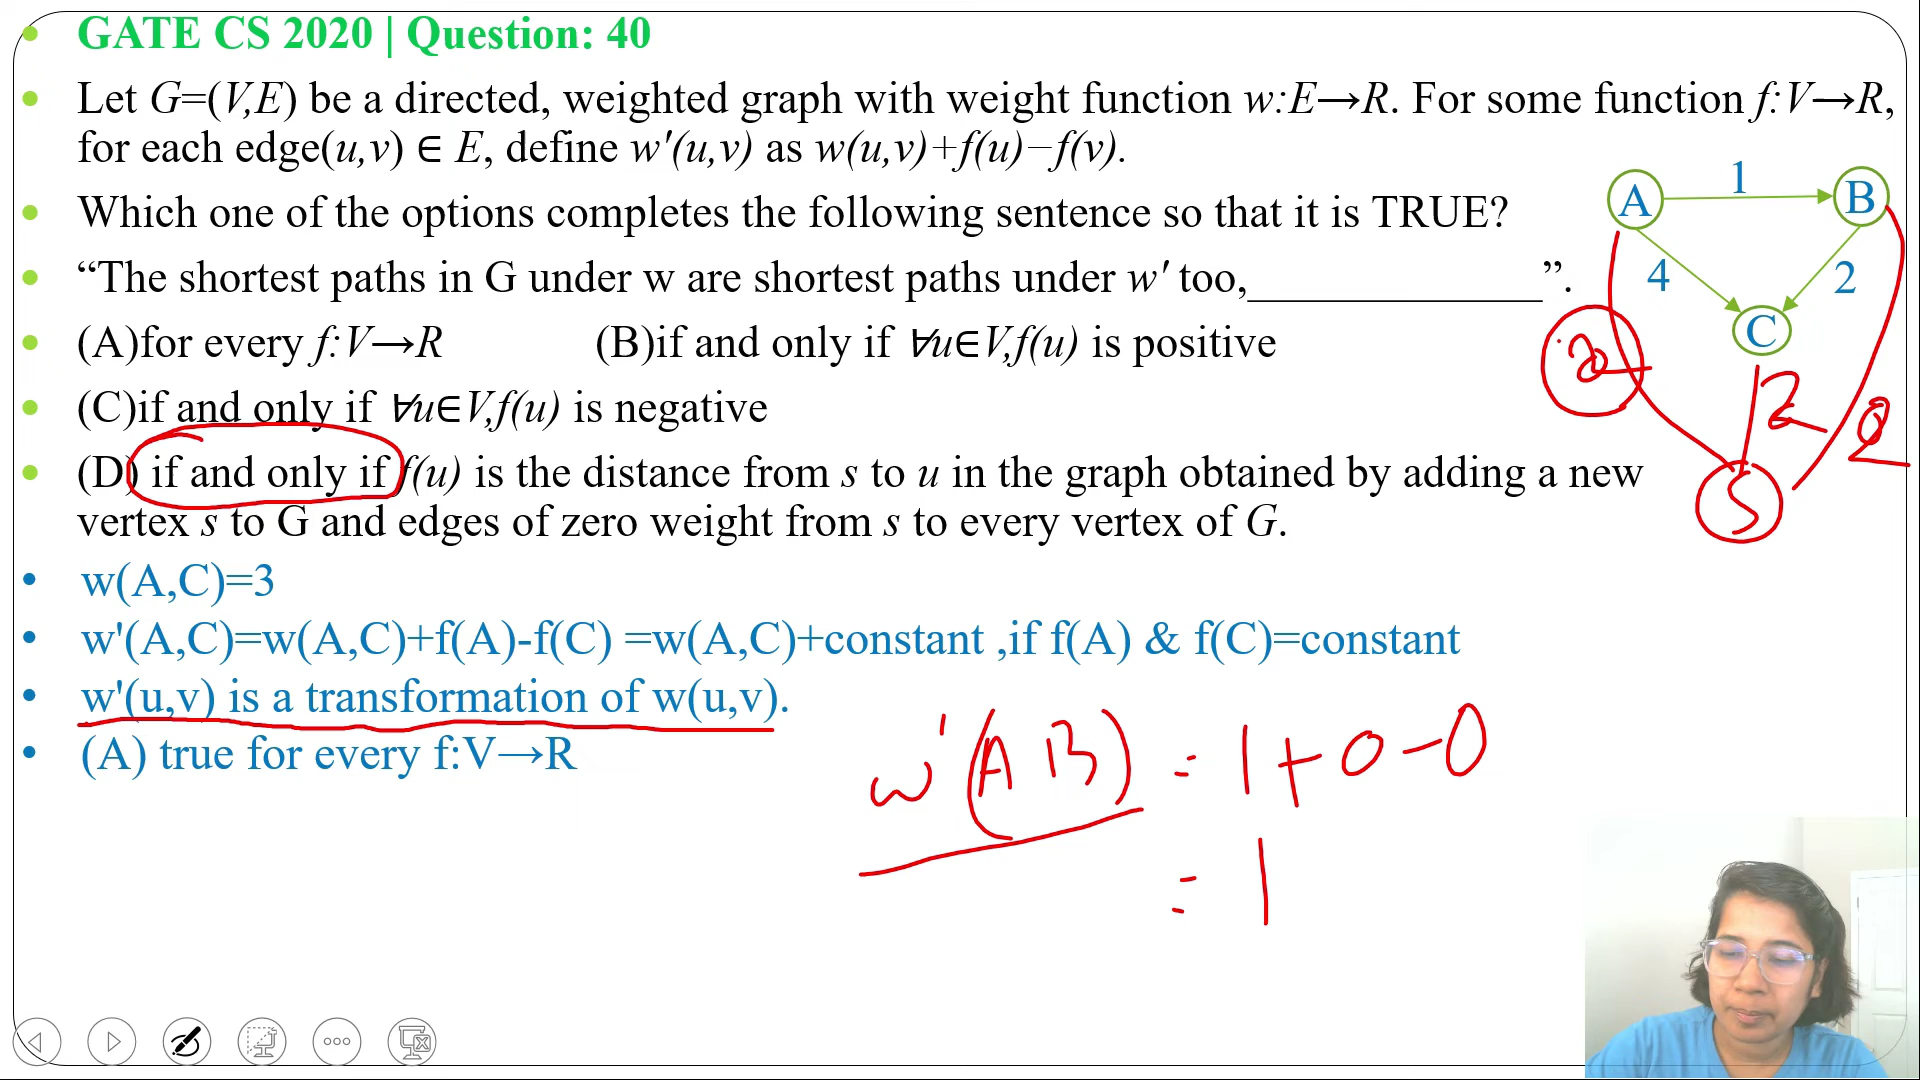 GATE CS 2020 | Question: 40
Let G=(V,E) be a directed, weighted graph with weight function w:E→R. For some function f:V→R,
for each edge(u,v) ∈ E, define w'(u,v) as w(u,v)+f(u)−f(v).
Which one of the options completes the following sentence so that it is TRUE?
“The shortest paths in G under w are shortest paths under w' too,_____________”.
(A)for every f:V→R (B)if and only if ∀u∈V,f(u) is positive
(C)if and only if ∀u∈V,f(u) is negative
(D) if and only if f(u) is the distance from s to u in the graph obtained by adding a new
vertex s to G and edges of zero weight from s to every vertex of G.
w(A,C)=3
w'(A,C)=w(A,C)+f(A)-f(C) =w(A,C)+constant ,if f(A) & f(C)=constant
w'(u,v) is a transformation of w(u,v).
(A) true for every f:V→R
A
1
B
4
2
C
2
S
w'(A B) = 1 + 0 - 0
= 1